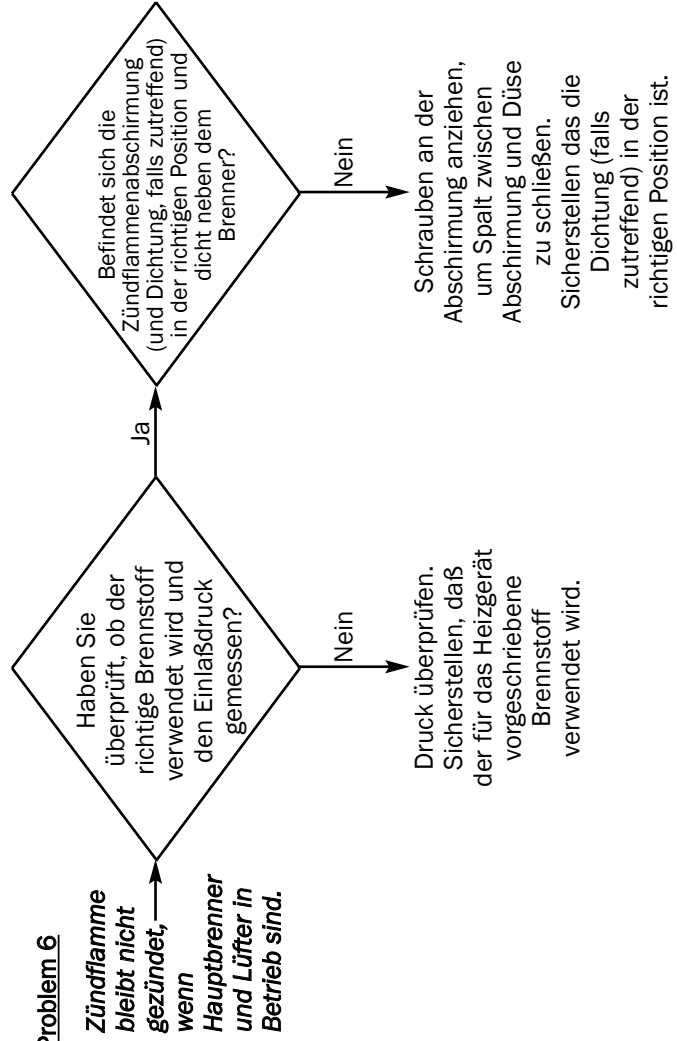 Problem 6
Zündflamme
bleibt nicht
gezündet,
wenn
Hauptbrenner
und Lüfter in
Betrieb sind.
Haben Sie
überprüft, ob der
richtige Brennstoff
verwendet wird und
den Einlaßdruck
gemessen?
Nein
Druck überprüfen.
Sicherstellen, daß
der für das Heizgerät
vorgeschriebene
Brennstoff
verwendet wird.
Ja
Befindet sich die
Zündflammenabschirmung
(und Dichtung, falls zutreffend)
in der richtigen Position und
dicht neben dem
Brenner?
Nein
Schrauben an der
Abschirmung anziehen,
um Spalt zwischen
Abschirmung und Düse
zu schließen.
Sicherstellen das die
Dichtung (falls
zutreffend) in der
richtigen Position ist.